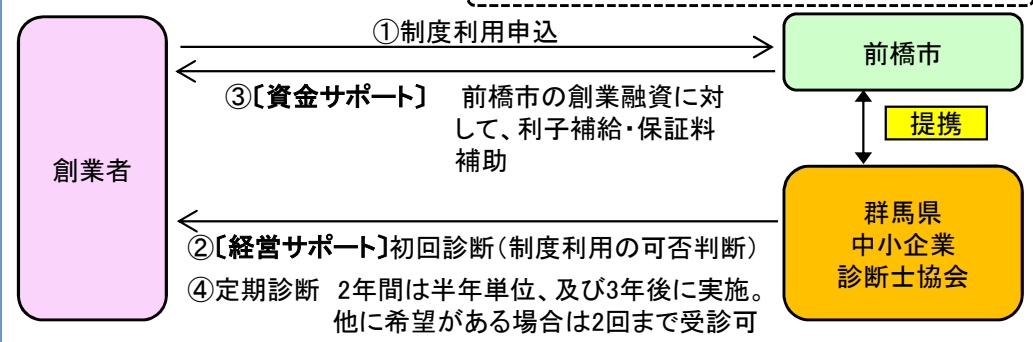 ①制度利用申込
前橋市
③〔資金サポート〕 前橋市の創業融資に対
して、利子補給・保証料
補助
提携
創業者
群馬県
中小企業
診断士協会
②〔経営サポート〕初回診断(制度利用の可否判断)
④定期診断 2年間は半年単位、及び3年後に実施。
他に希望がある場合は2回まで受診可